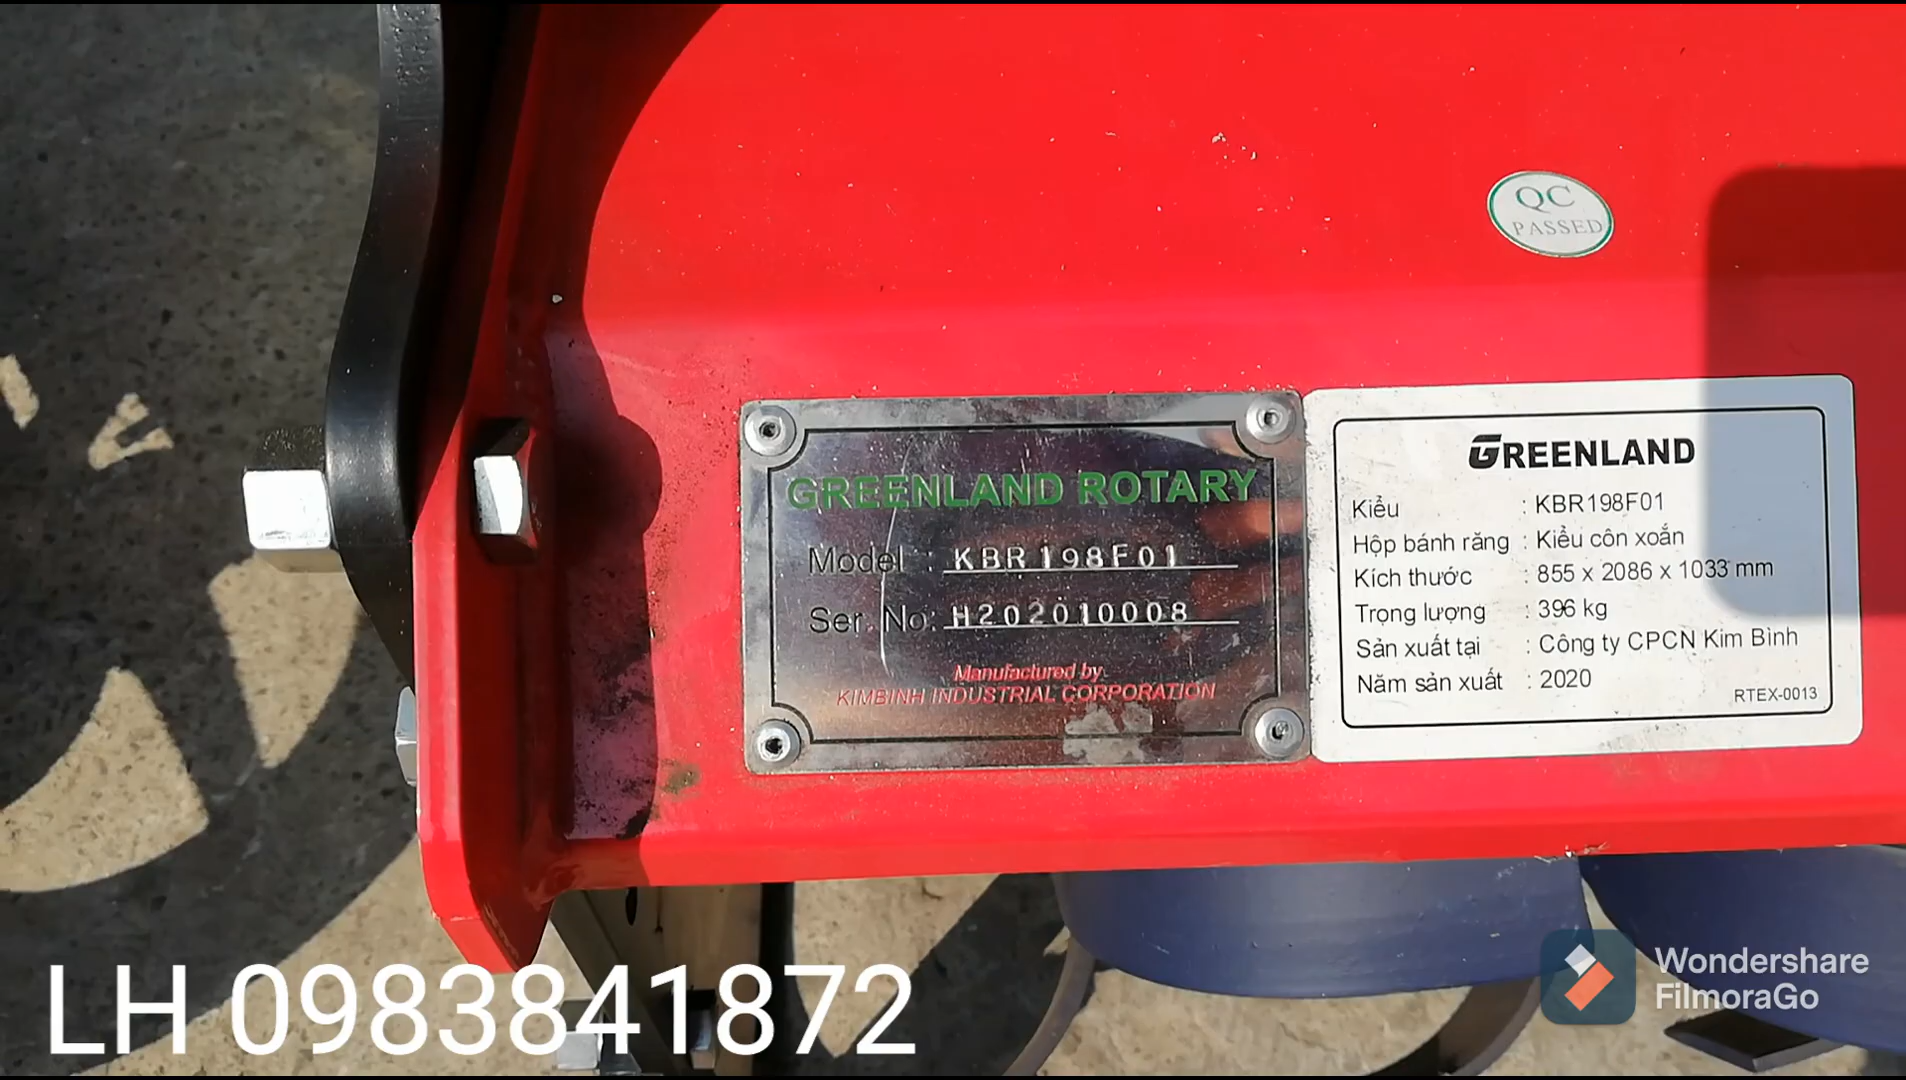 QC
PASSED
GREENLAND ROTARY
Model : KBR198F01
Ser. No: H202010008
Manufactured by
KIMBINH INDUSTRIAL CORPORATION
GREENLAND
Kiểu : KBR198F01
Hộp bánh răng : Kiểu côn xoắn
Kích thước : 855 x 2086 x 1033 mm
Trọng lượng : 396 kg
Sản xuất tại : Công ty CPCN Kim Bình
Năm sản xuất : 2020
RTEX-0013
LH 0983841872
Wondershare
FilmoraGo